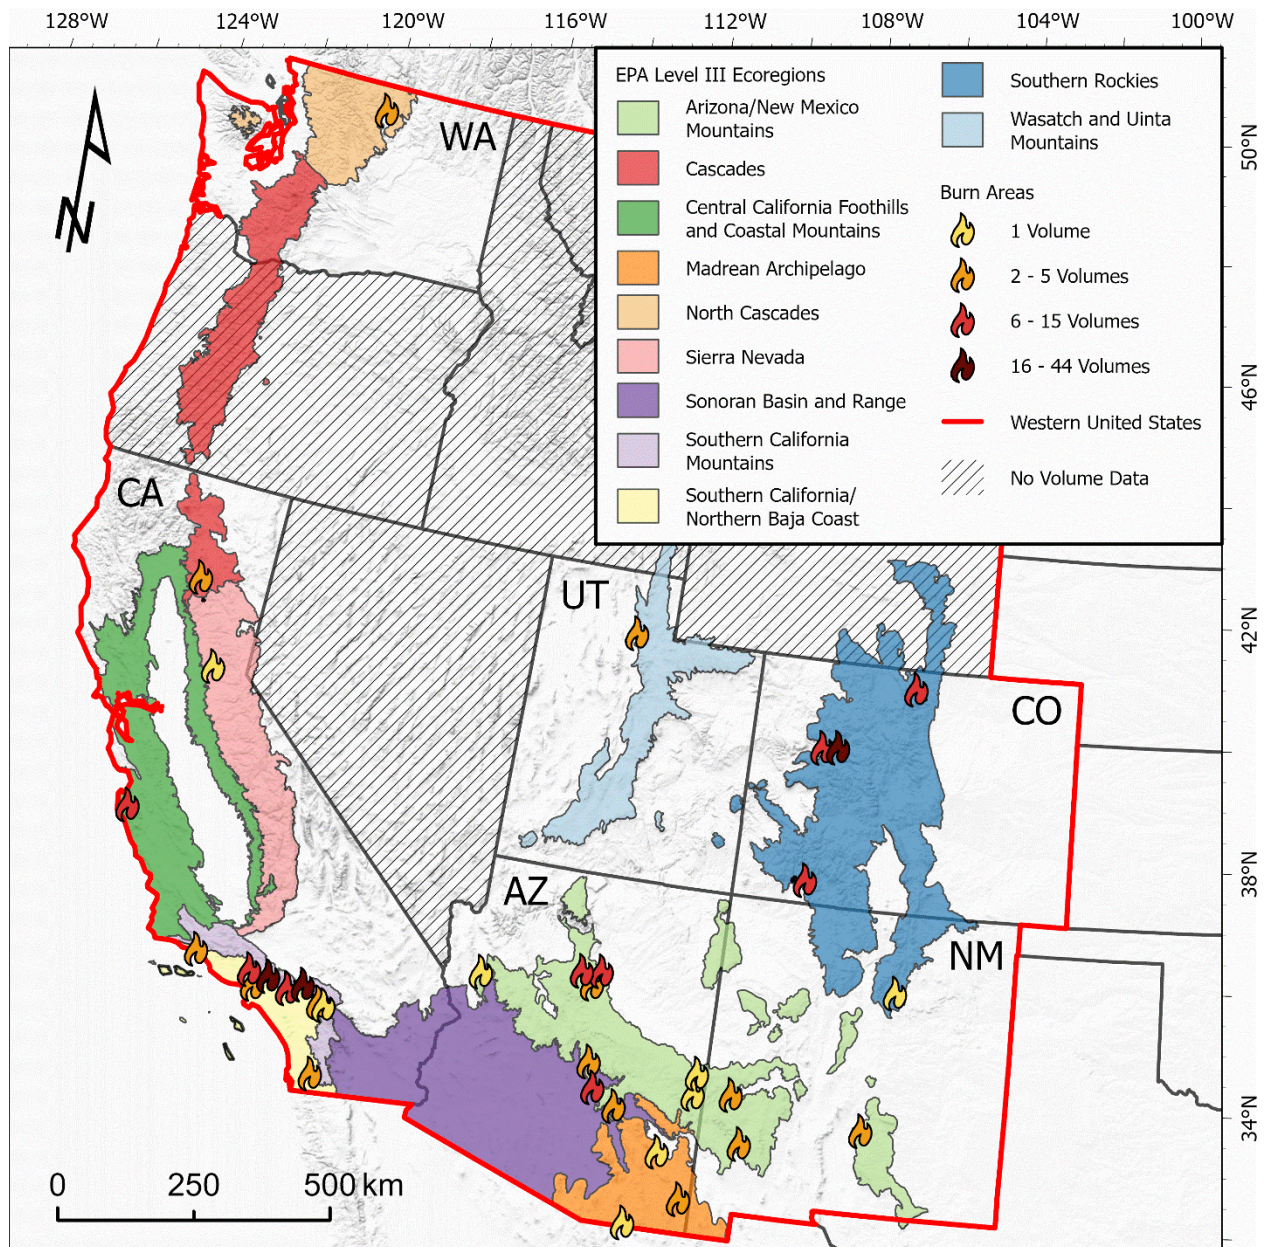 128°W
124°W
120°W
116°W
112°W
108°W
104°W
100°W
EPA Level III Ecoregions
Arizona/New Mexico
Mountains
Cascades
Central California Foothills
and Coastal Mountains
Madrean Archipelago
North Cascades
Sierra Nevada
Sonoran Basin and Range
Southern California
Mountains
Southern California/
Northern Baja Coast
Southern Rockies
Wasatch and Uinta
Mountains
Burn Areas
1 Volume
2 - 5 Volumes
6 - 15 Volumes
16 - 44 Volumes
Western United States
No Volume Data
50°N
46°N
42°N
38°N
34°N
N
WA
CA
UT
CO
AZ
NM
0 250 500 km